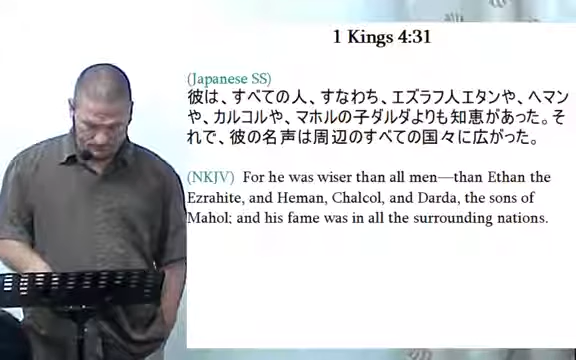 1 Kings 4:31
(Japanese SS)
彼は、すべての人、すなわち、エズラフ人エタンや、ヘマン
や、カルコルや、マホルの子ダルダよりも知恵があった。そ
れで、彼の名声は周辺のすべての国々に広がった。
(NKJV) For he was wiser than all men—than Ethan the
Ezrahite, and Heman, Chalcol, and Darda, the sons of
Mahol; and his fame was in all the surrounding nations.